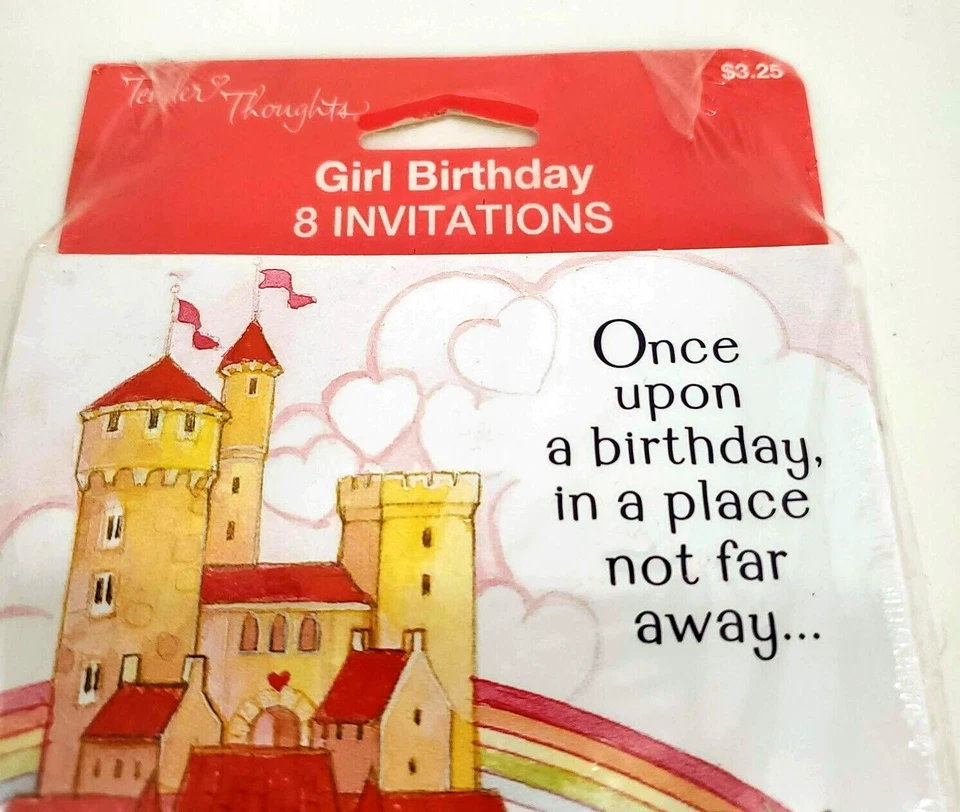 Tender Thoughts
$3.25
Girl Birthday
8 INVITATIONS
Once
upon
a birthday,
in a place
not far
away...